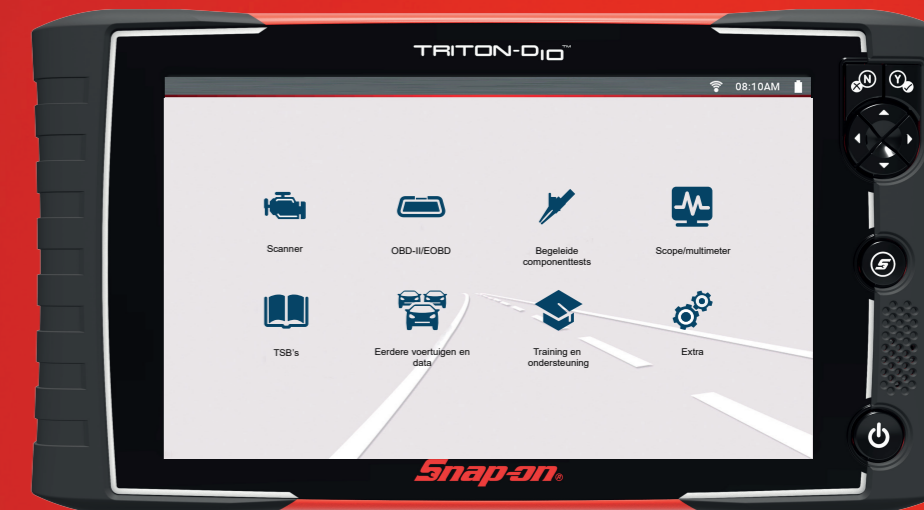 TRITON-D10™
08:10AM
N
Y
Scanner
OBD-II/EOBD
Begeleide
componenttests
Scope/multimeter
S
TSB's
Eerdere voertuigen en
data
Training en
ondersteuning
Extra
Snap-on®